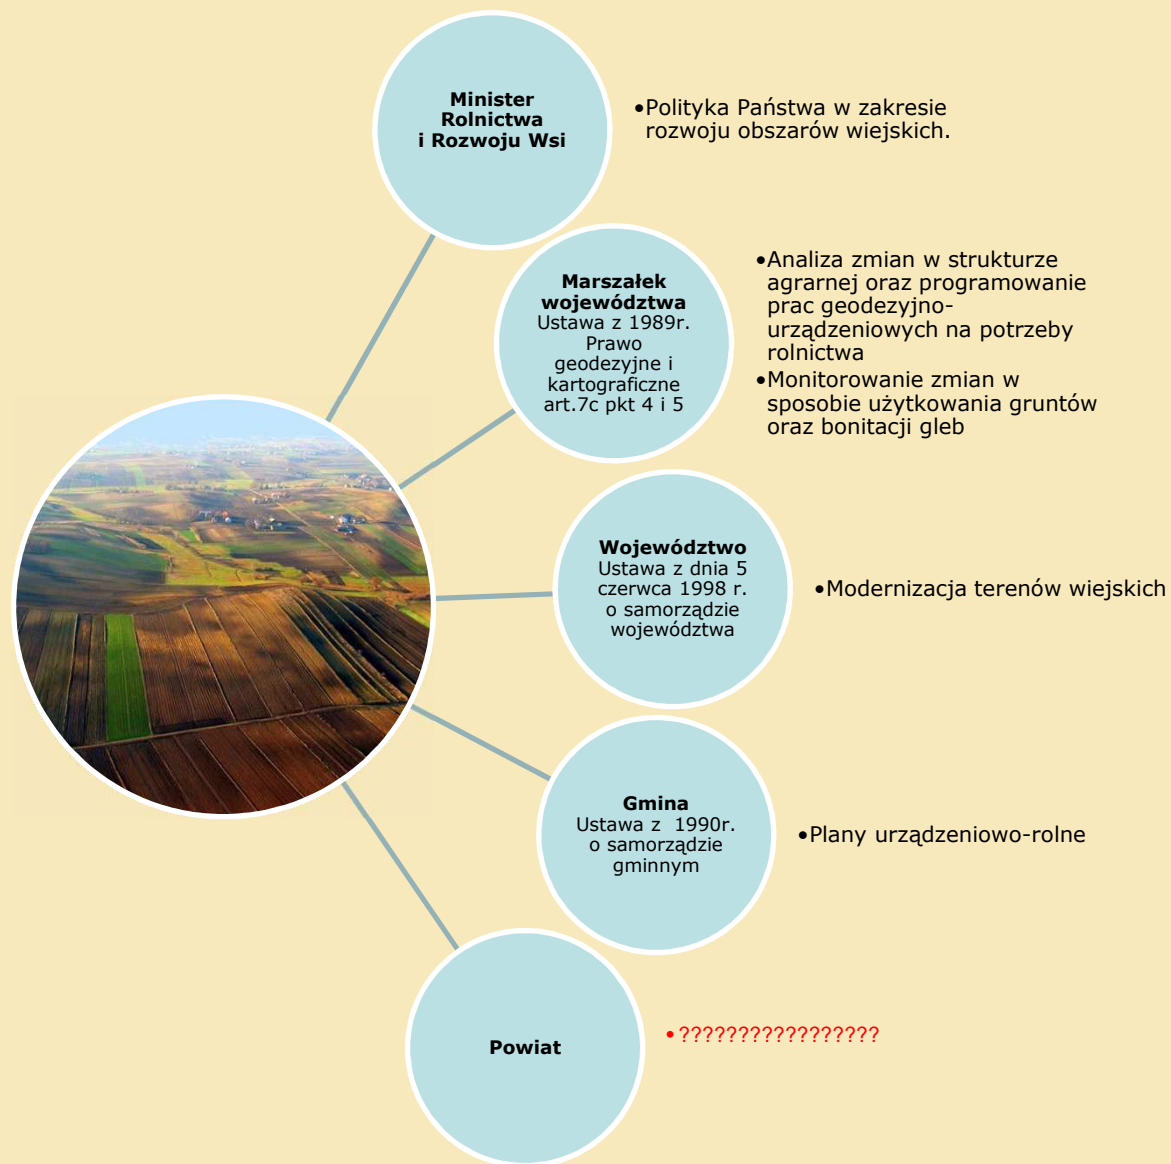 Minister
Rolnictwa
i Rozwoju Wsi
•Polityka Państwa w zakresie
rozwoju obszarów wiejskich.
Marszałek
województwa
Ustawa z 1989r.
Prawo
geodezyjne i
kartograficzne
art.7c pkt 4 i 5
•Analiza zmian w strukturze
agrarnej oraz programowanie
prac geodezyjno-
urządzeniowych na potrzeby
rolnictwa
•Monitorowanie zmian w
sposobie użytkowania gruntów
oraz bonitacji gleb
Województwo
Ustawa z dnia 5
czerwca 1998 r.
o samorządzie
województwa
•Modernizacja terenów wiejskich
Gmina
Ustawa z  1990r.
o samorządzie
gminnym
•Plany urządzeniowo-rolne
Powiat
•?????????????????